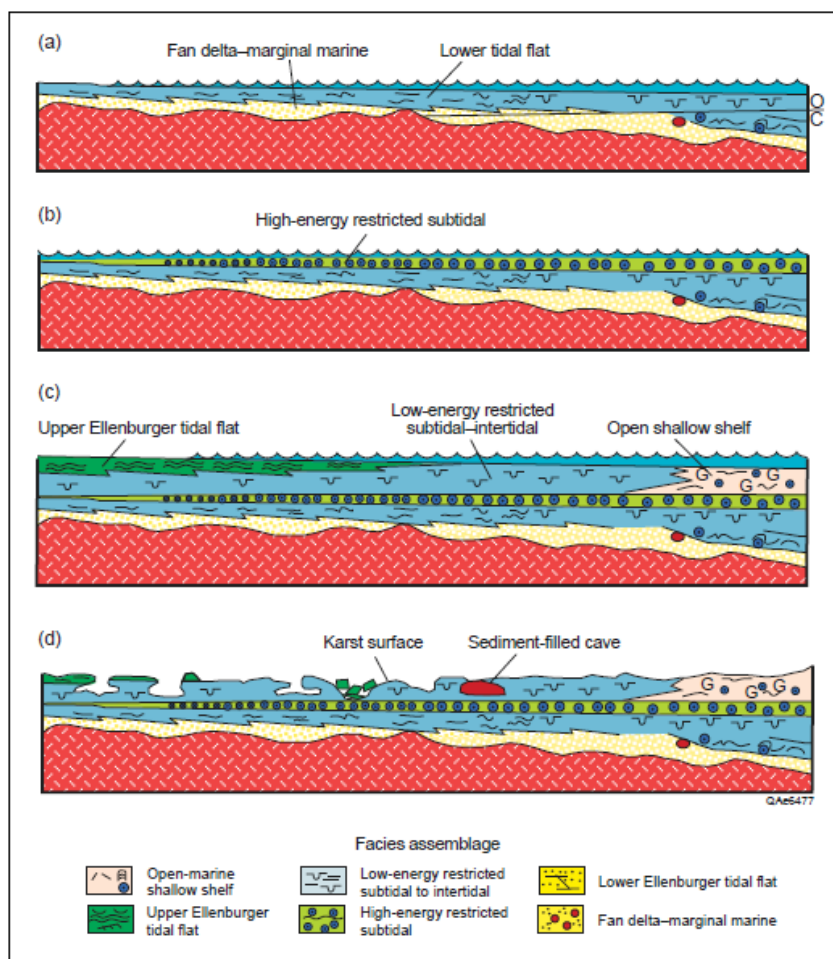 (a)
Fan delta–marginal marine
Lower tidal flat
O
C
(b)
High-energy restricted subtidal
(c)
Upper Ellenburger tidal flat
Low-energy restricted
subtidal–intertidal
Open shallow shelf
G
G
G
G
(d)
Karst surface
Sediment-filled cave
G
G
G
G
QAe6477
Facies assemblage
Open-marine
shallow shelf
Low-energy restricted
subtidal to intertidal
Lower Ellenburger tidal flat
Upper Ellenburger
tidal flat
High-energy restricted
subtidal
Fan delta–marginal marine